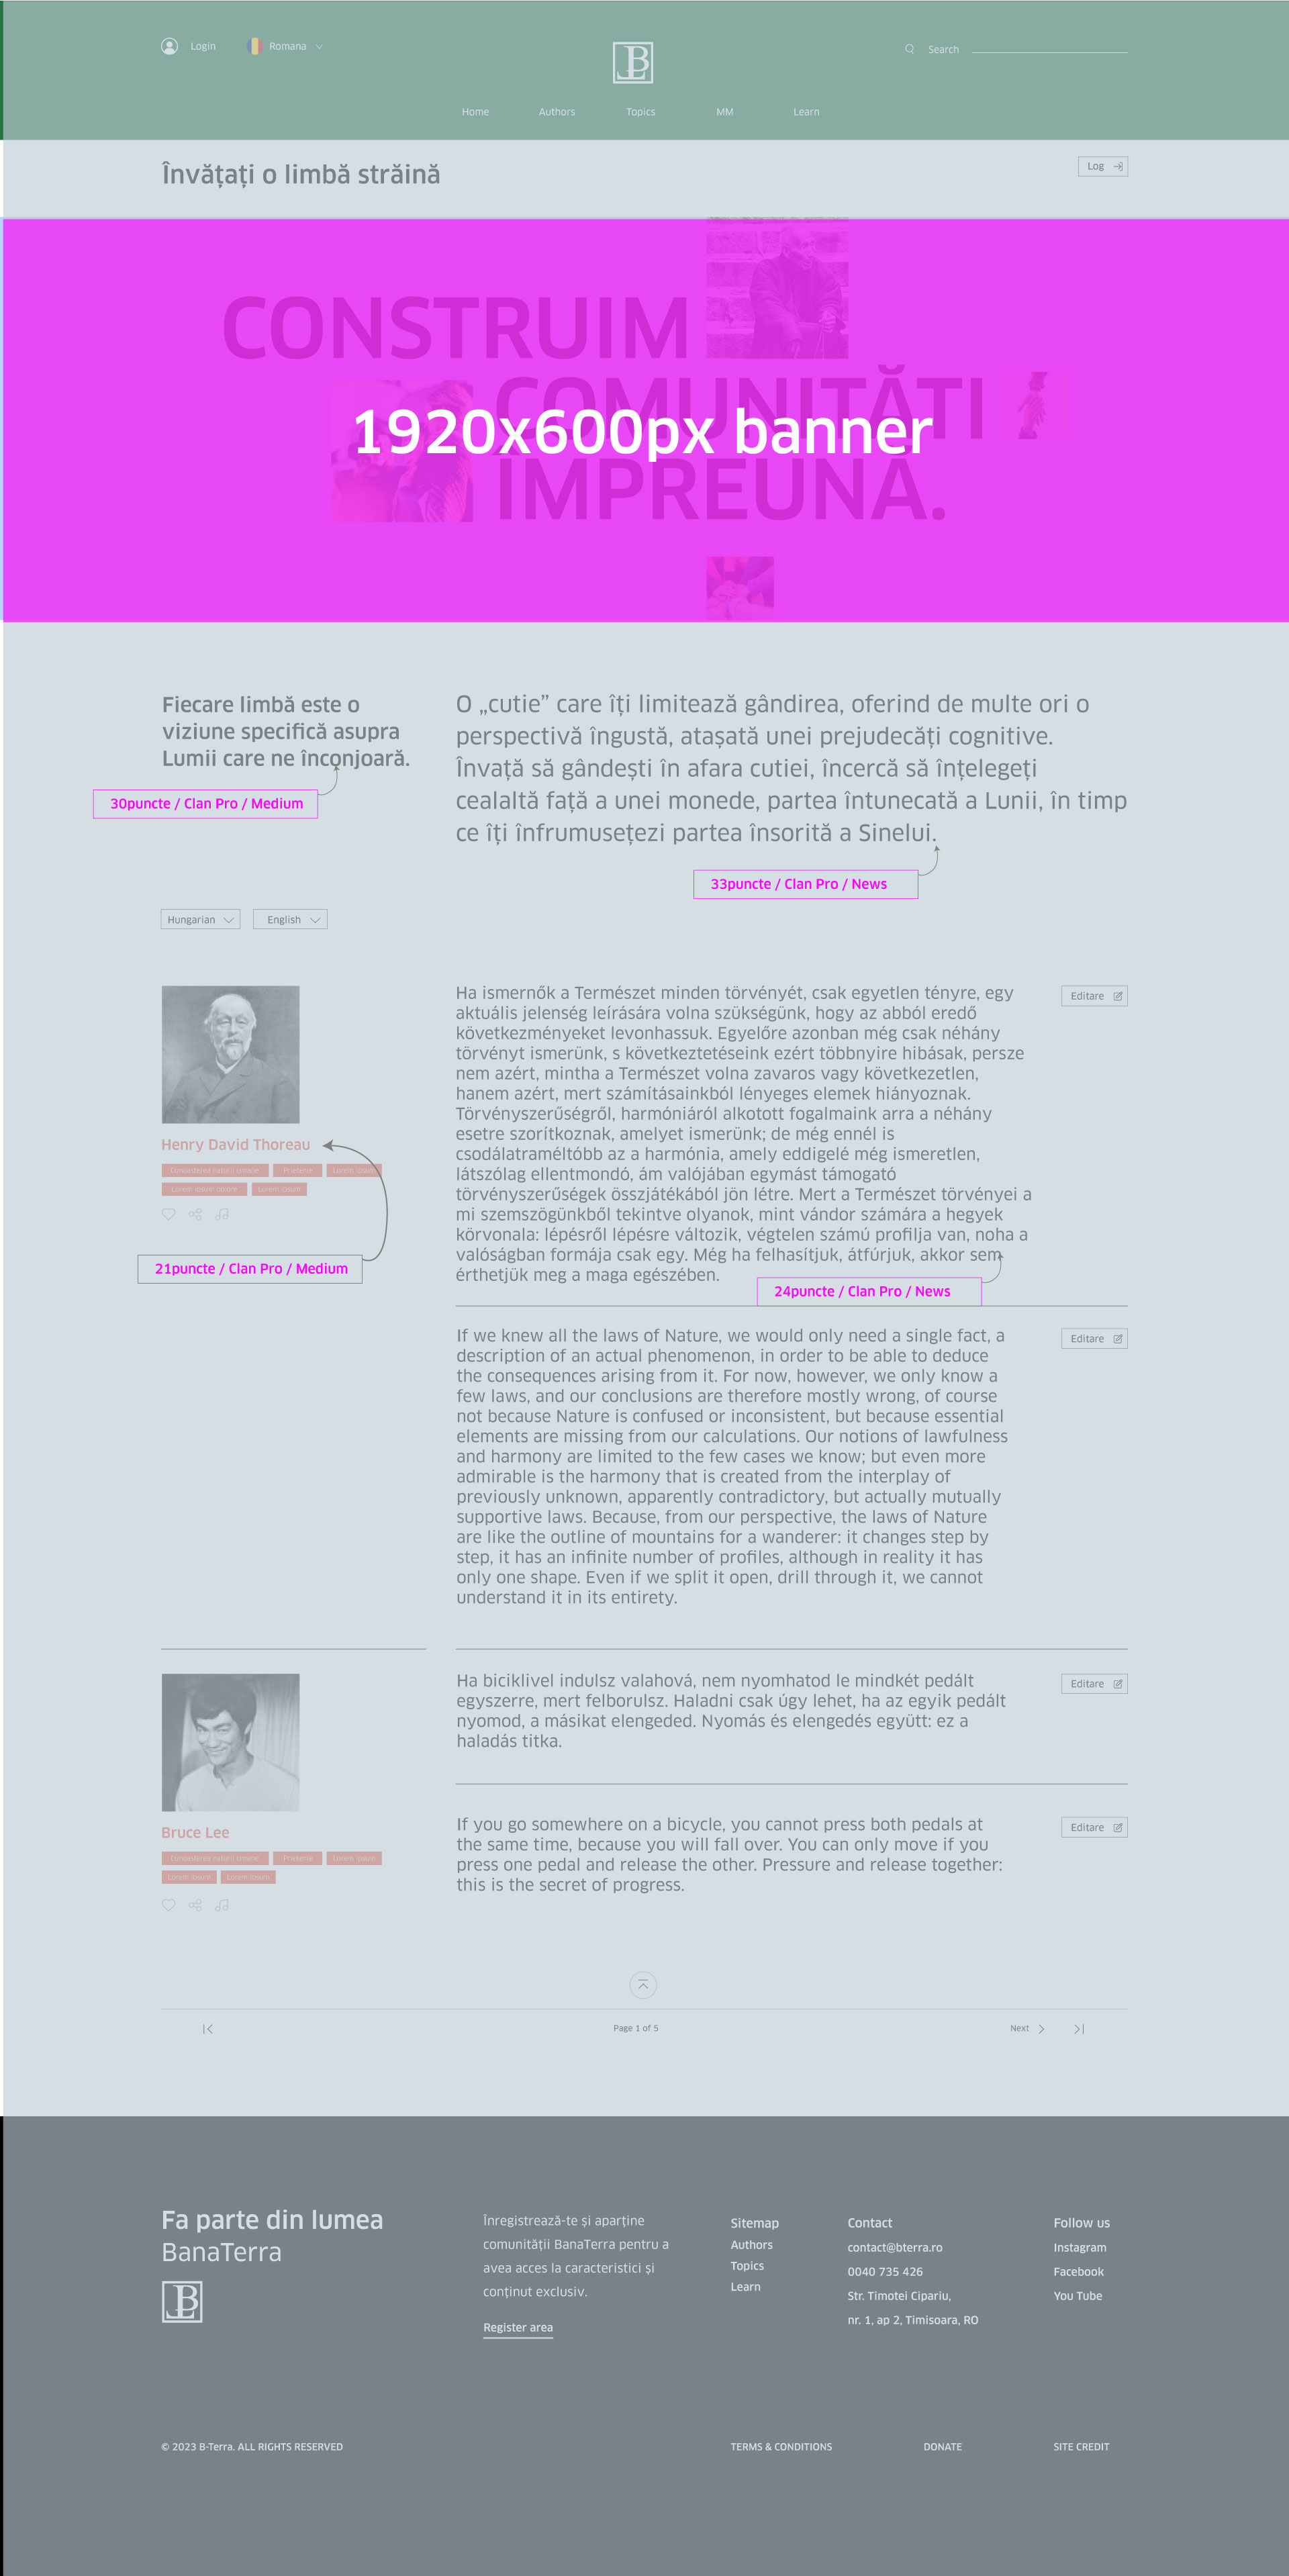 Login
Romana
Search
Home
Authors
Topics
MM
Learn
Învățați o limbă străină
Log
CONSTRUIM
COMUNITĂȚI
ÎMPREUNĂ.
1920x600px banner
Fiecare limbă este o
viziune specifică asupra
Lumii care ne înconjoară.
30puncte / Clan Pro / Medium
O „cutie” care îți limitează gândirea, oferind de multe ori o
perspectivă îngustă, atașată unei prejudecăți cognitive.
Învață să gândești în afara cutiei, încercă să înțelegeți
cealaltă față a unei monede, partea întunecată a Lunii, în timp
ce îți înfrumusețezi partea însorită a Sinelui.
33puncte / Clan Pro / News
Hungarian
English
Henry David Thoreau
Cunoasterea naturii umane
Prietenie
Lorem ipsum
Lorem ipsum dolore
Lorem ipsum
21puncte / Clan Pro / Medium
Ha ismernők a Természet minden törvényét, csak egyetlen tényre, egy
aktuális jelenség leírására volna szükségünk, hogy az abból eredő
következményeket levonhassuk. Egyelőre azonban még csak néhány
törvényt ismerünk, s következtetéseink ezért többnyire hibásak, persze
nem azért, mintha a Természet volna zavaros vagy következetlen,
hanem azért, mert számításainkból lényeges elemek hiányoznak.
Törvényszerűségről, harmóniáról alkotott fogalmaink arra a néhány
esetre szorítkoznak, amelyet ismerünk; de még ennél is
csodálatraméltóbb az a harmónia, amely eddigelé még ismeretlen,
látszólag ellentmondó, ám valójában egymást támogató
törvényszerűségek összjátékából jön létre. Mert a Természet törvényei a
mi szemszögünkből tekintve olyanok, mint vándor számára a hegyek
körvonala: lépésről lépésre változik, végtelen számú profilja van, noha a
valóságban formája csak egy. Még ha felhasítjuk, átfúrjuk, akkor sem
érthetjük meg a maga egészében.
Editare
24puncte / Clan Pro / News
If we knew all the laws of Nature, we would only need a single fact, a
description of an actual phenomenon, in order to be able to deduce
the consequences arising from it. For now, however, we only know a
few laws, and our conclusions are therefore mostly wrong, of course
not because Nature is confused or inconsistent, but because essential
elements are missing from our calculations. Our notions of lawfulness
and harmony are limited to the few cases we know; but even more
admirable is the harmony that is created from the interplay of
previously unknown, apparently contradictory, but actually mutually
supportive laws. Because, from our perspective, the laws of Nature
are like the outline of mountains for a wanderer: it changes step by
step, it has an infinite number of profiles, although in reality it has
only one shape. Even if we split it open, drill through it, we cannot
understand it in its entirety.
Editare
Bruce Lee
Cunoasterea naturii umane
Prietenie
Lorem ipsum
Lorem ipsum
Lorem ipsum
Ha biciklivel indulsz valahová, nem nyomhatod le mindkét pedált
egyszerre, mert felborulsz. Haladni csak úgy lehet, ha az egyik pedált
nyomod, a másikat elengeded. Nyomás és elengedés együtt: ez a
haladás titka.
Editare
If you go somewhere on a bicycle, you cannot press both pedals at
the same time, because you will fall over. You can only move if you
press one pedal and release the other. Pressure and release together:
this is the secret of progress.
Editare
Page 1 of 5
Next
Fa parte din lumea
BanaTerra
Înregistrează-te și aparține
comunității BanaTerra pentru a
avea acces la caracteristici și
conținut exclusiv.
Register area
Sitemap
Authors
Topics
Learn
Contact
contact@bterra.ro
0040 735 426
Str. Timotei Cipariu,
nr. 1, ap 2, Timisoara, RO
Follow us
Instagram
Facebook
You Tube
© 2023 B-Terra. ALL RIGHTS RESERVED
TERMS & CONDITIONS
DONATE
SITE CREDIT